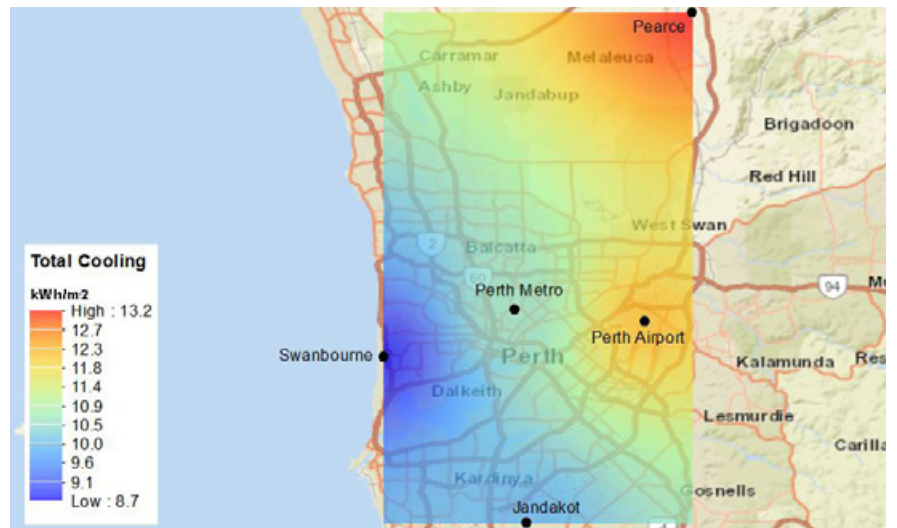 Pearce
Carramar
Melaleuca
Ashby
Jandabup
Brigadoon
Red Hill
West Swan
2
Balcatta
60
94
Perth Metro
Perth Airport
Swanbourne
Perth
Kalamunda
Dalkeith
Lesmurdie
Kardinya
Gosnells
Jandakot
Total Cooling
kWh/m2
High : 13.2
12.7
12.3
11.8
11.4
10.9
10.5
10.0
9.6
9.1
Low : 8.7